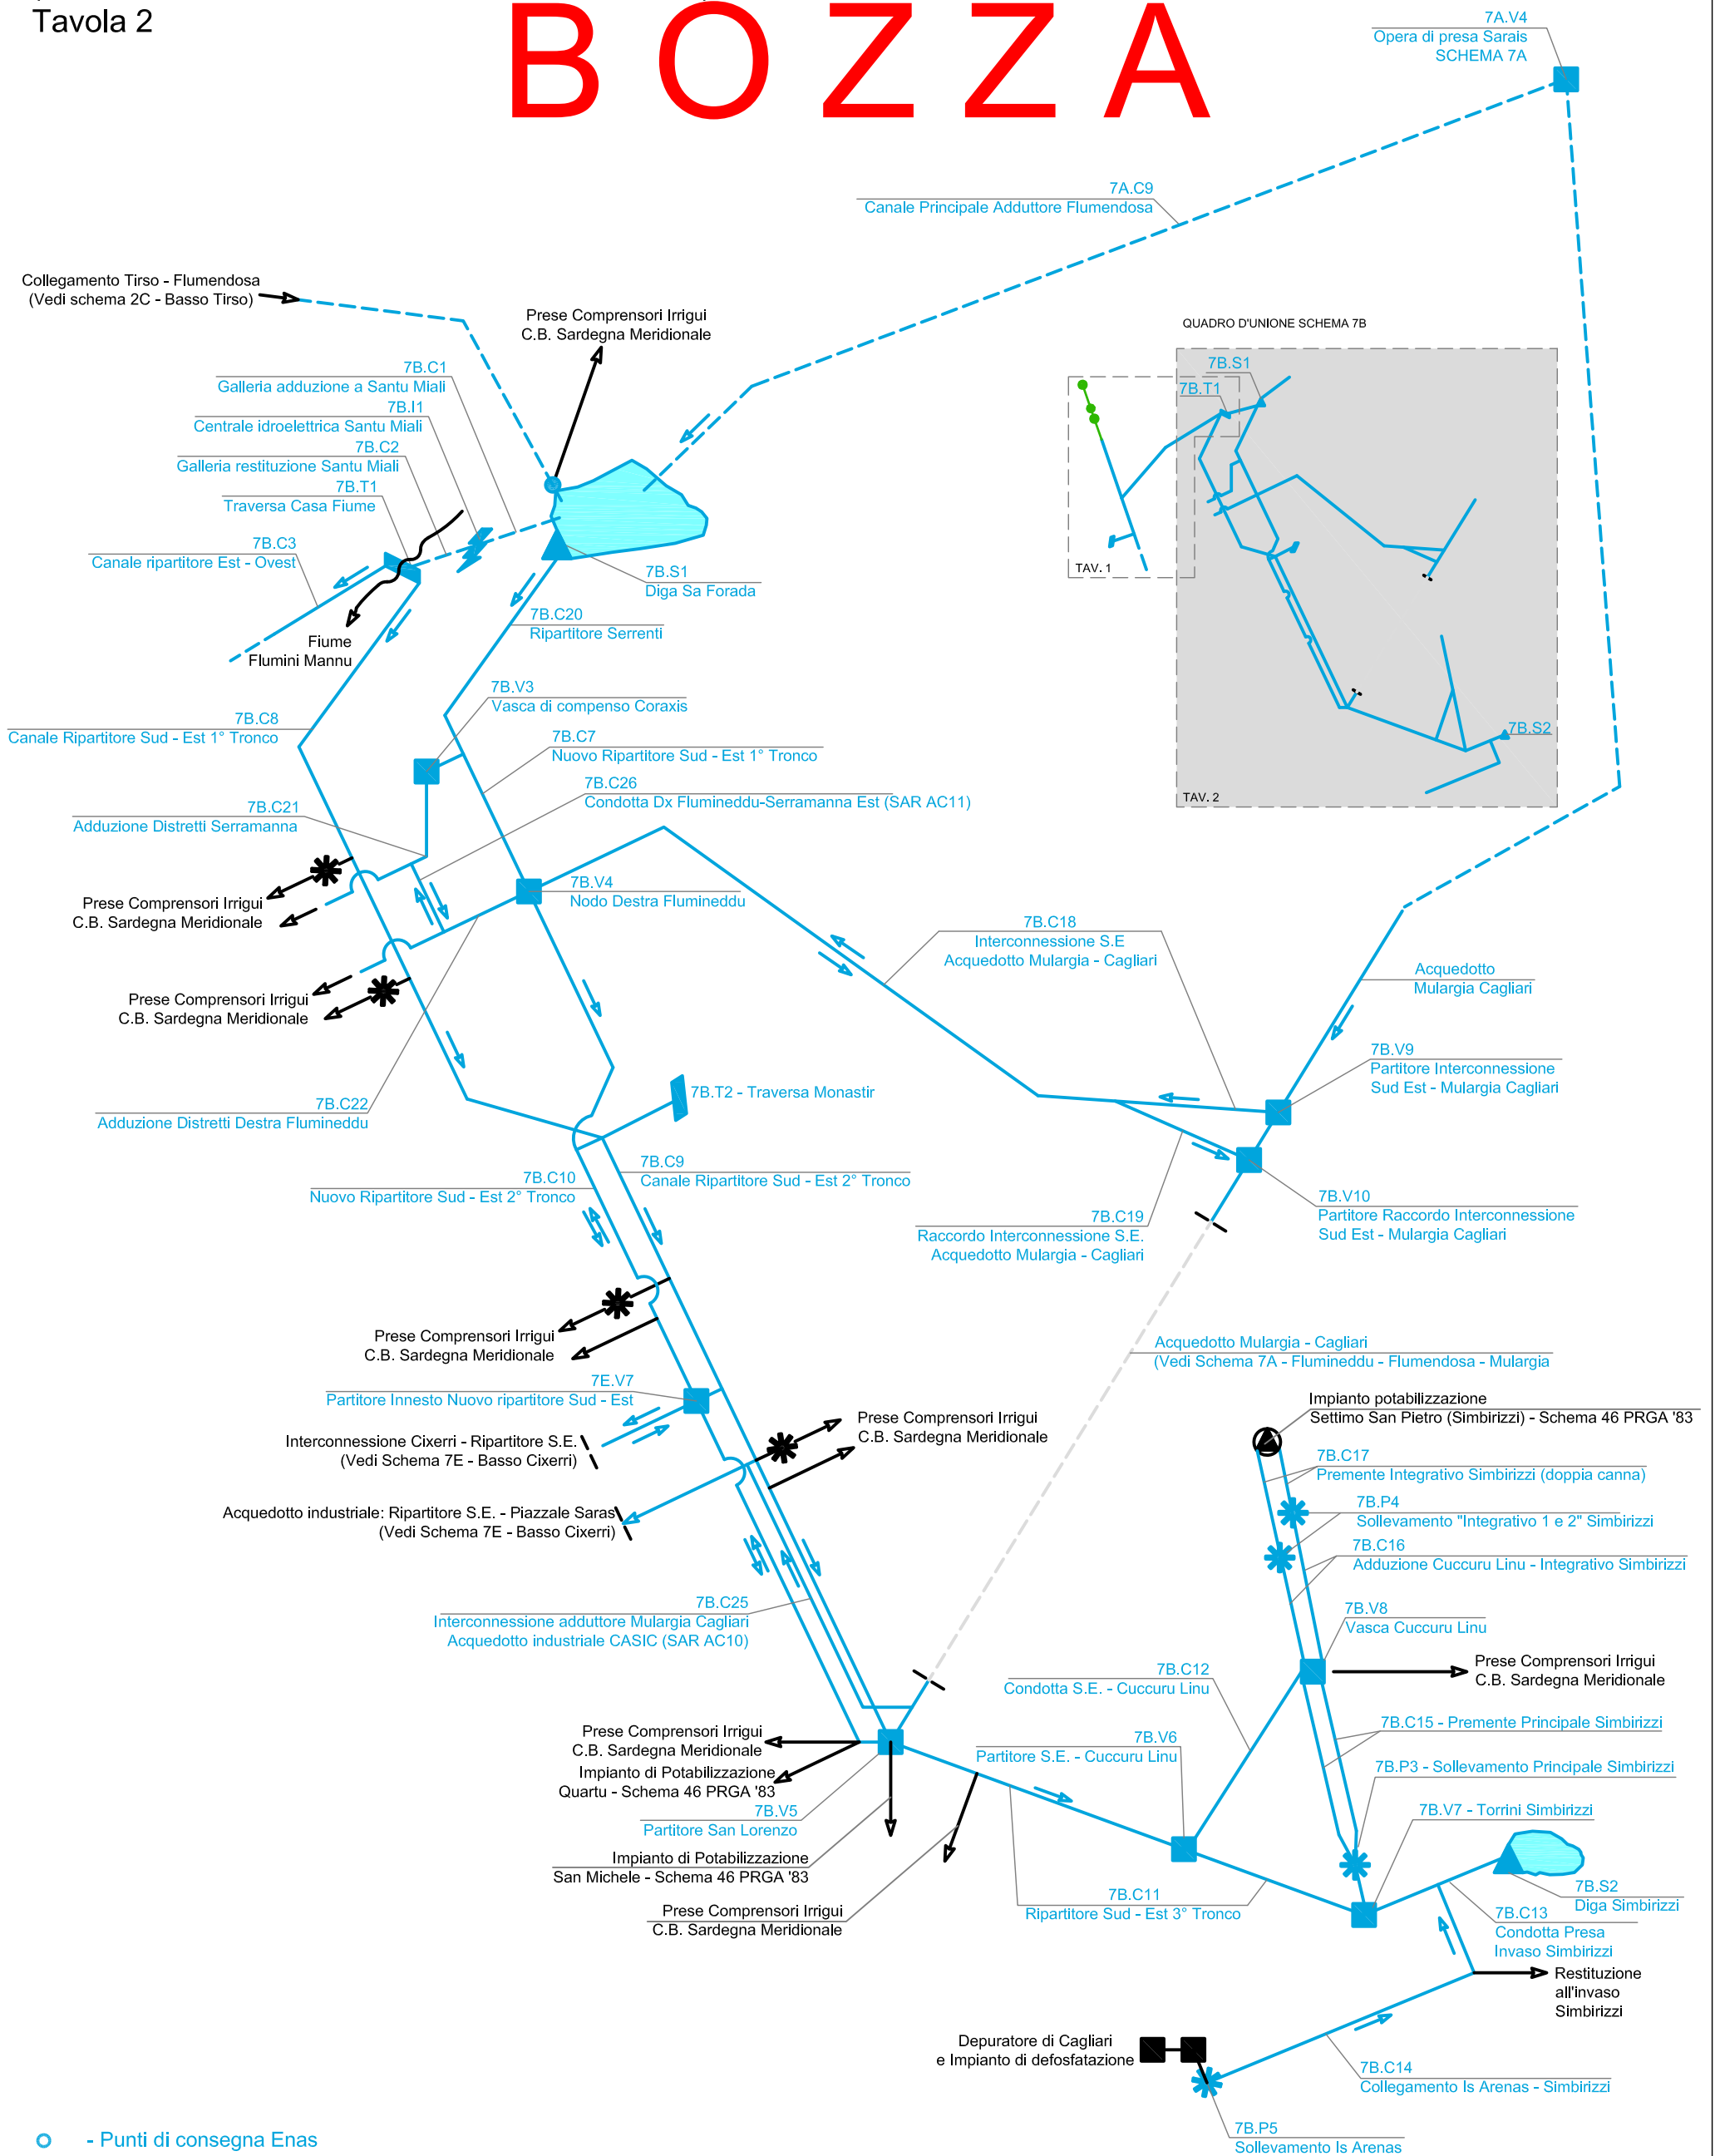 Tavola 2
BOZZA
7A.V4
Opera di presa Sarais
SCHEMA 7A
7A.C9
Canale Principale Adduttore Flumendosa
Collegamento Tirso - Flumendosa
(Vedi schema 2C - Basso Tirso)
Prese Comprensori Irrigui
C.B. Sardegna Meridionale
QUADRO D'UNIONE SCHEMA 7B
7B.S1
7B.T1
TAV. 1
7B.S2
TAV. 2
7B.C1
Galleria adduzione a Santu Miali
7B.I1
Centrale idroelettrica Santu Miali
7B.C2
Galleria restituzione Santu Miali
7B.T1
Traversa Casa Fiume
7B.C3
Canale ripartitore Est - Ovest
7B.S1
Diga Sa Forada
7B.C20
Ripartitore Serrenti
Fiume
Flumini Mannu
7B.V3
Vasca di compenso Coraxis
7B.C8
Canale Ripartitore Sud - Est 1° Tronco
7B.C7
Nuovo Ripartitore Sud - Est 1° Tronco
7B.C26
Condotta Dx Flumineddu-Serramanna Est (SAR AC11)
7B.C21
Adduzione Distretti Serramanna
7B.V4
Nodo Destra Flumineddu
Prese Comprensori Irrigui
C.B. Sardegna Meridionale
7B.C18
Interconnessione S.E
Acquedotto Mulargia - Cagliari
Acquedotto
Mulargia Cagliari
Prese Comprensori Irrigui
C.B. Sardegna Meridionale
7B.V9
Partitore Interconnessione
Sud Est - Mulargia Cagliari
7B.T2 - Traversa Monastir
7B.C22
Adduzione Distretti Destra Flumineddu
7B.C9
Canale Ripartitore Sud - Est 2° Tronco
7B.C10
Nuovo Ripartitore Sud - Est 2° Tronco
7B.V10
Partitore Raccordo Interconnessione
Sud Est - Mulargia Cagliari
7B.C19
Raccordo Interconnessione S.E.
Acquedotto Mulargia - Cagliari
Prese Comprensori Irrigui
C.B. Sardegna Meridionale
Acquedotto Mulargia - Cagliari
(Vedi Schema 7A - Flumineddu - Flumendosa - Mulargia
7E.V7
Partitore Innesto Nuovo ripartitore Sud - Est
Impianto potabilizzazione
Settimo San Pietro (Simbirizzi) - Schema 46 PRGA '83
Prese Comprensori Irrigui
C.B. Sardegna Meridionale
Interconnessione Cixerri - Ripartitore S.E.
(Vedi Schema 7E - Basso Cixerri)
7B.C17
Premente Integrativo Simbirizzi (doppia canna)
7B.P4
Sollevamento "Integrativo 1 e 2" Simbirizzi
Acquedotto industriale: Ripartitore S.E. - Piazzale Saras
(Vedi Schema 7E - Basso Cixerri)
7B.C16
Adduzione Cuccuru Linu - Integrativo Simbirizzi
7B.C25
Interconnessione adduttore Mulargia Cagliari
Acquedotto industriale CASIC (SAR AC10)
7B.V8
Vasca Cuccuru Linu
Prese Comprensori Irrigui
C.B. Sardegna Meridionale
7B.C12
Condotta S.E. - Cuccuru Linu
7B.C15 - Premente Principale Simbirizzi
Prese Comprensori Irrigui
C.B. Sardegna Meridionale
7B.V6
Partitore S.E. - Cuccuru Linu
7B.P3 - Sollevamento Principale Simbirizzi
Impianto di Potabilizzazione
Quartu - Schema 46 PRGA '83
7B.V5
Partitore San Lorenzo
7B.V7 - Torrini Simbirizzi
Impianto di Potabilizzazione
San Michele - Schema 46 PRGA '83
7B.S2
Diga Simbirizzi
7B.C11
Ripartitore Sud - Est 3° Tronco
Prese Comprensori Irrigui
C.B. Sardegna Meridionale
7B.C13
Condotta Presa
Invaso Simbirizzi
Restituzione
all'invaso
Simbirizzi
Depuratore di Cagliari
e Impianto di defosfatazione
7B.C14
Collegamento Is Arenas - Simbirizzi
7B.P5
Sollevamento Is Arenas
- Punti di consegna Enas